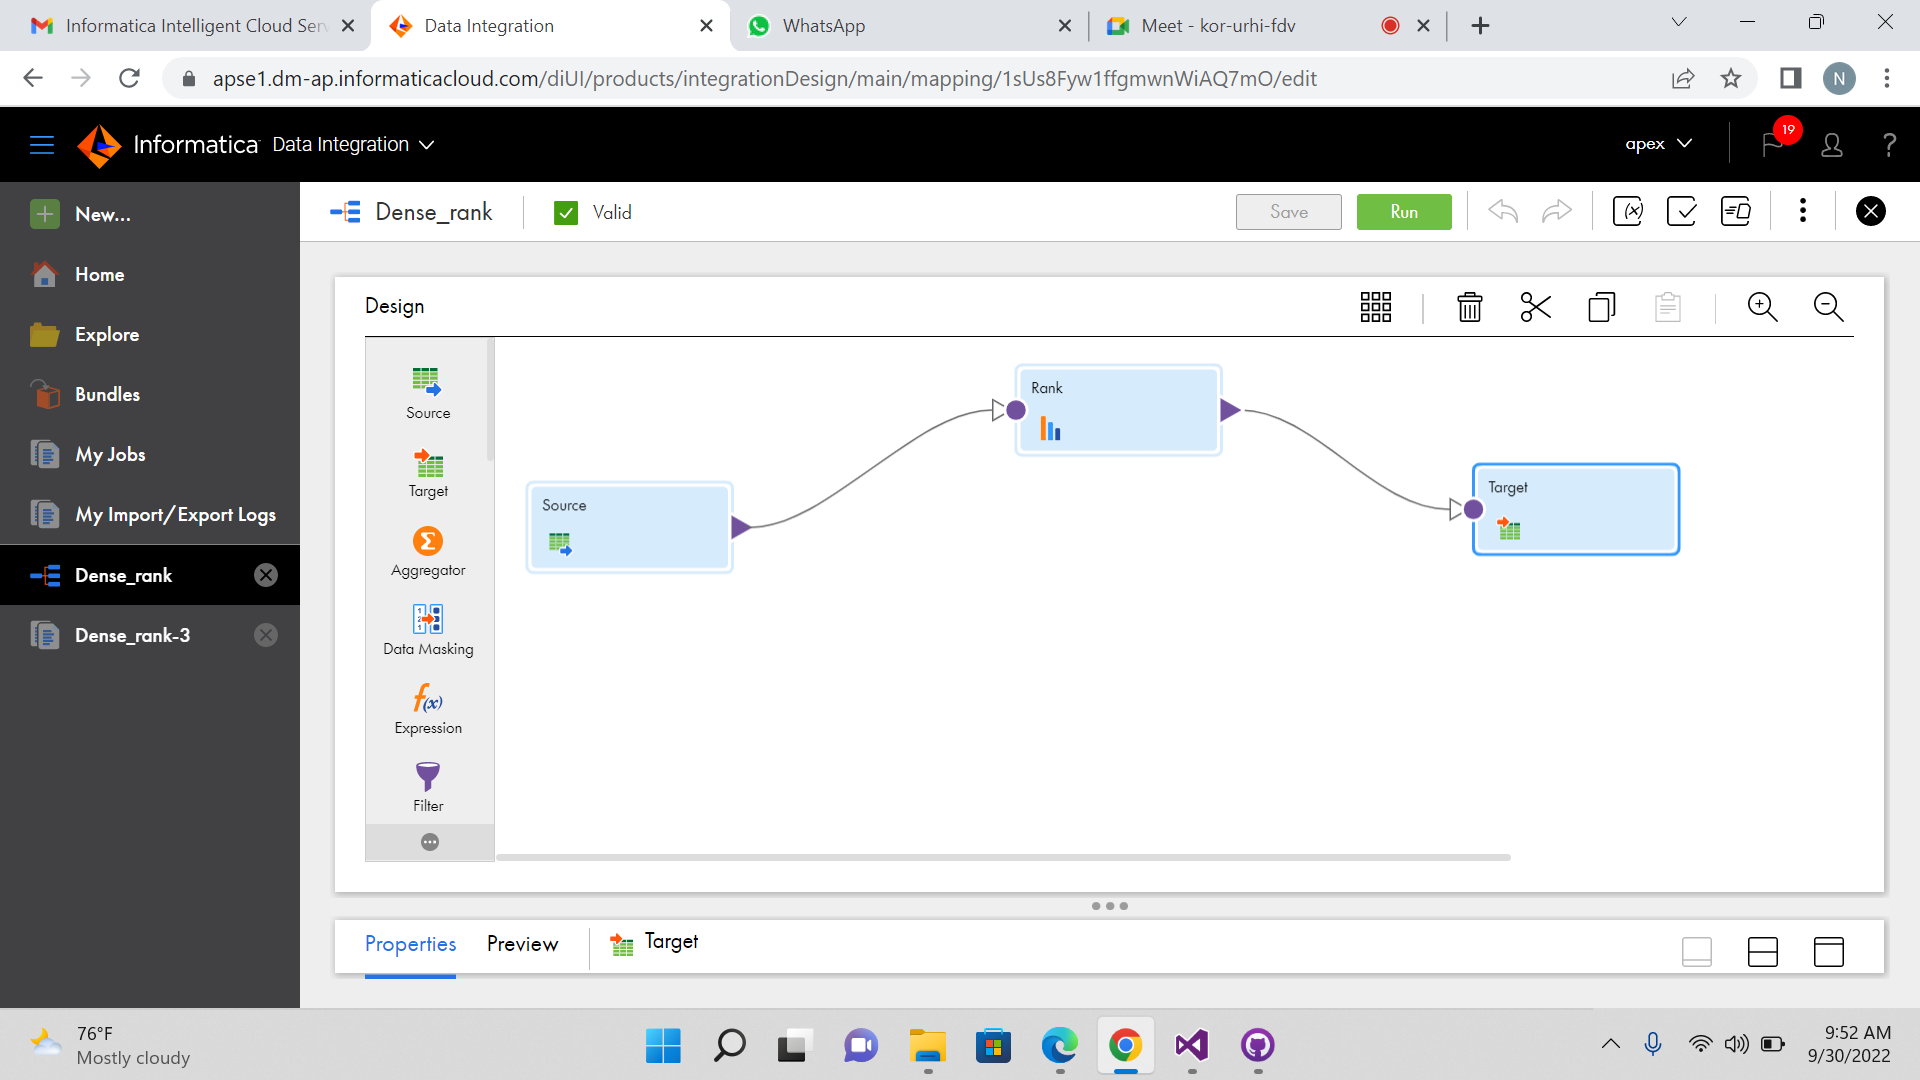 Informatica Intelligent Cloud Serv
Data Integration
WhatsApp
Meet - kor-urhi-fdv
apse1.dm-ap.informaticacloud.com/diUI/products/integrationDesign/main/mapping/1sUs8Fyw1ffgmwnWiAQ7mO/edit
N
Informatica Data Integration
apex
19
?
New...
Home
Explore
Bundles
My Jobs
My Import/Export Logs
Dense_rank
Dense_rank-3
Dense_rank
Valid
Save
Run
Design
Source
Target
Aggregator
Data Masking
Expression
Filter
Source
Rank
Target
Properties
Preview
Target
76°F
Mostly cloudy
9:52 AM
9/30/2022